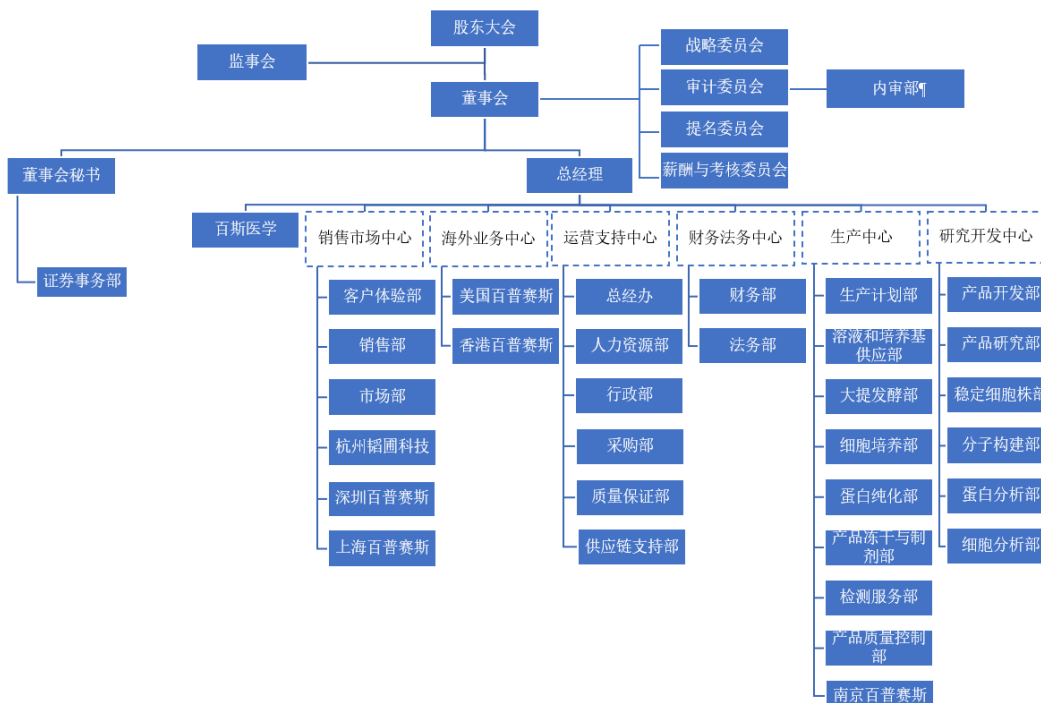 股东大会
监事会
董事会
战略委员会
审计委员会
内审部¶
提名委员会
薪酬与考核委员会
董事会秘书
证券事务部
总经理
百斯医学
销售市场中心
客户体验部
销售部
市场部
杭州韬圃科技
深圳百普赛斯
上海百普赛斯
海外业务中心
美国百普赛斯
香港百普赛斯
运营支持中心
总经办
人力资源部
行政部
采购部
质量保证部
供应链支持部
财务法务中心
财务部
法务部
生产中心
生产计划部
溶液和培养基
供应部
大提发酵部
细胞培养部
蛋白纯化部
产品冻干与制
剂部
检测服务部
产品质量控制
部
南京百普赛斯
研究开发中心
产品开发部
产品研究部
稳定细胞株部
分子构建部
蛋白分析部
细胞分析部